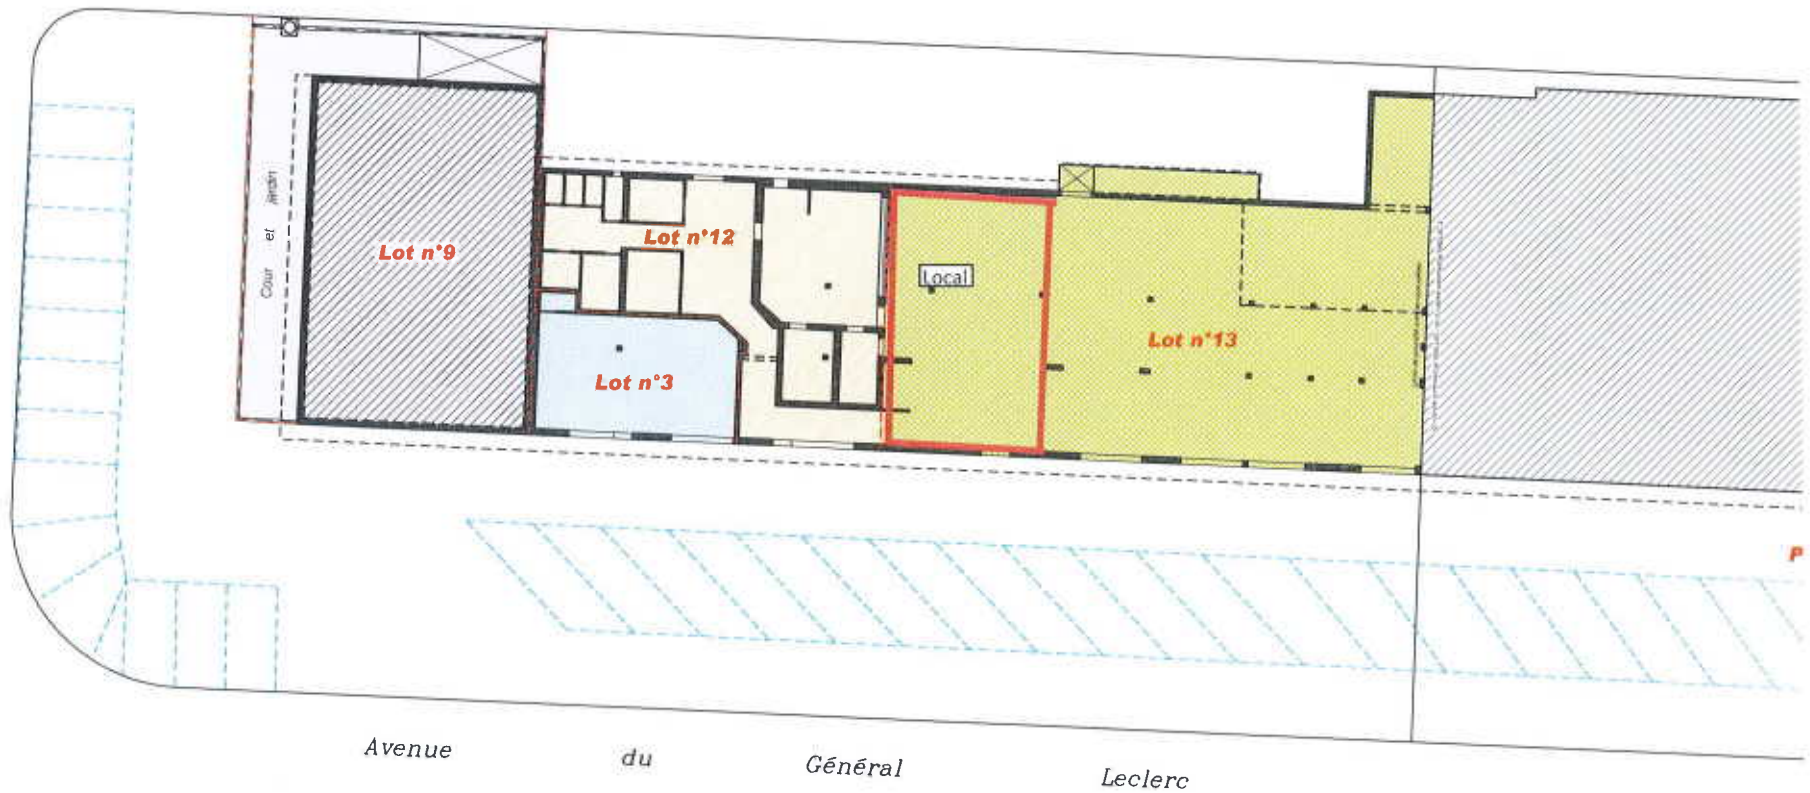 Cour et jardin
Lot n°9
Lot n°12
Local
Lot n°13
Lot n°3
P
Avenue du Général Leclerc